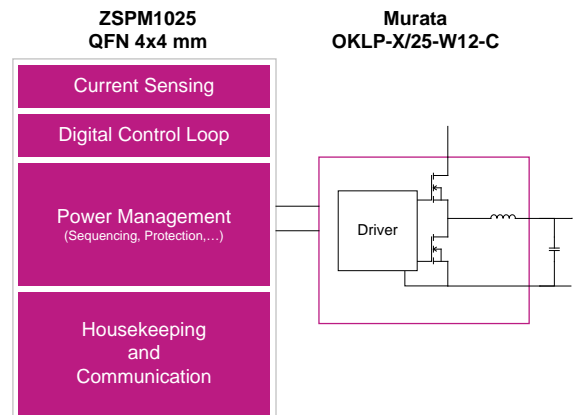 ZSPM1025
QFN 4x4 mm
Murata
OKLP-X/25-W12-C
Current Sensing
Digital Control Loop
Power Management
(Sequencing, Protection,...)
Housekeeping
and
Communication
Driver